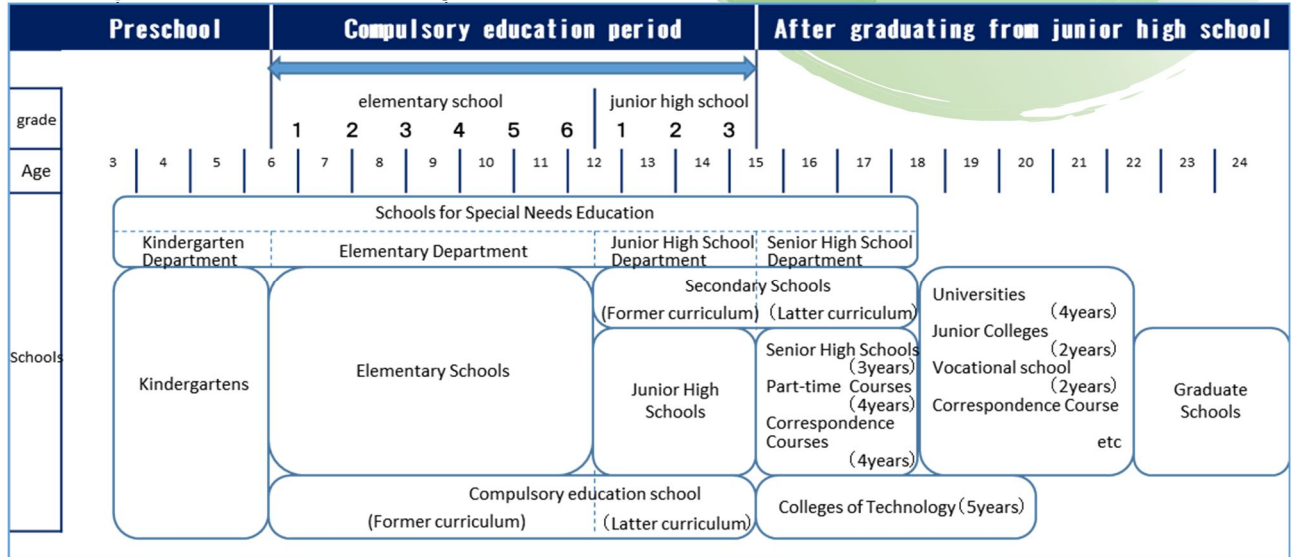 Preschool
Compulsory education period
After graduating from junior high school
grade
elementary school
junior high school
1 2 3 4 5 6 1 2 3
Age
3 4 5 6 7 8 9 10 11 12 13 14 15 16 17 18 19 20 21 22 23 24
Schools
Schools for Special Needs Education
Kindergarten
Department
Elementary Department
Junior High School
Department
Senior High School
Department
Kindergartens
Elementary Schools
Secondary Schools
(Former curriculum)
(Latter curriculum)
Junior High
Schools
Senior High Schools
(3years)
Part-time Courses
(4years)
Correspondence
Courses
(4years)
Universities
(4years)
Junior Colleges
(2years)
Vocational school
(2years)
Correspondence Course
etc
Graduate
Schools
Compulsory education school
(Former curriculum)
(Latter curriculum)
Colleges of Technology(5years)